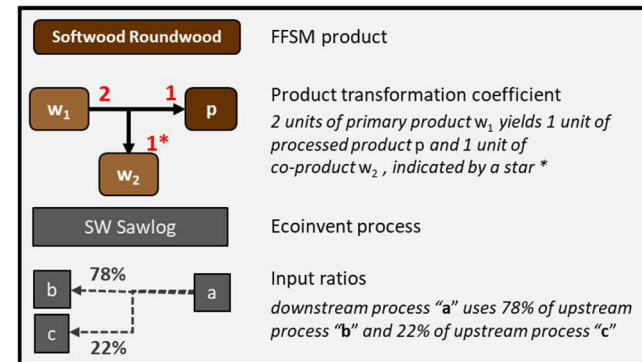 Softwood Roundwood FFSM product
w₁ 2 1 p Product transformation coefficient
2 units of primary product w₁ yields 1 unit of
processed product p and 1 unit of
1*
w₂ co-product w₂ , indicated by a star *
SW Sawlog Ecoinvent process
78% Input ratios
b a downstream process “a” uses 78% of upstream
c process “b” and 22% of upstream process “c”
22%